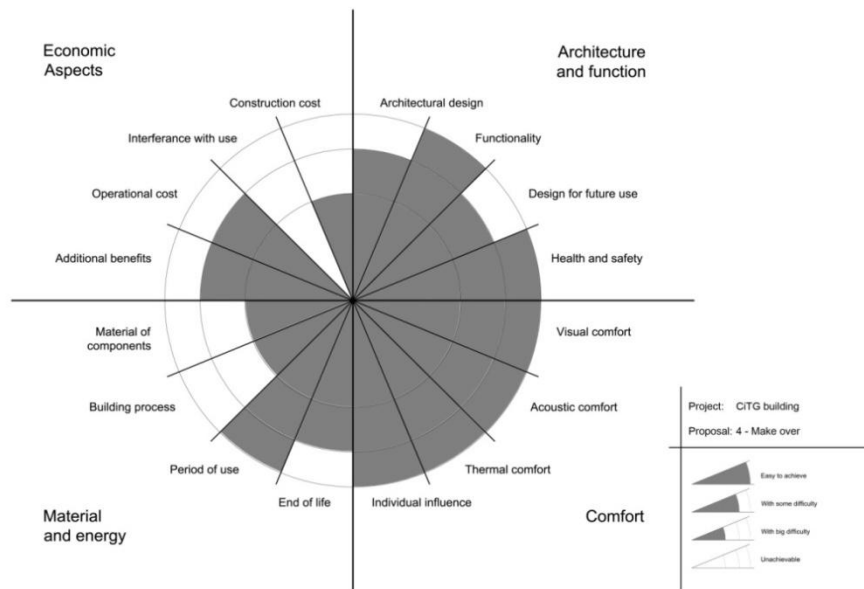 Economic
Aspects
Architecture
and function
Construction cost
Architectural design
Interferance with use
Functionality
Operational cost
Design for future use
Additional benefits
Health and safety
Material of
components
Visual comfort
Building process
Acoustic comfort
Period of use
Thermal comfort
End of life
Individual influence
Material
and energy
Comfort
Project: CiTG building
Proposal: 4 - Make over
Easy to achieve
With some difficulty
With big difficulty
Unachievable